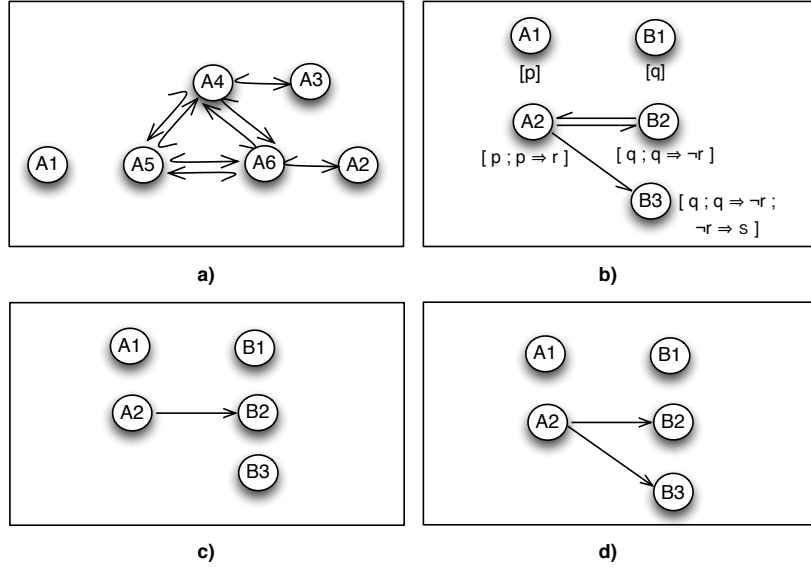 A4
A3
A1
A5
A6
A2
a)
A1
B1
[p]
[q]
A2
B2
[ p ; p ⇒ r ]
[ q ; q ⇒ ¬r ]
B3
[ q ; q ⇒ ¬r ;
¬r ⇒ s ]
b)
A1
B1
A2
B2
B3
c)
A1
B1
A2
B2
B3
d)